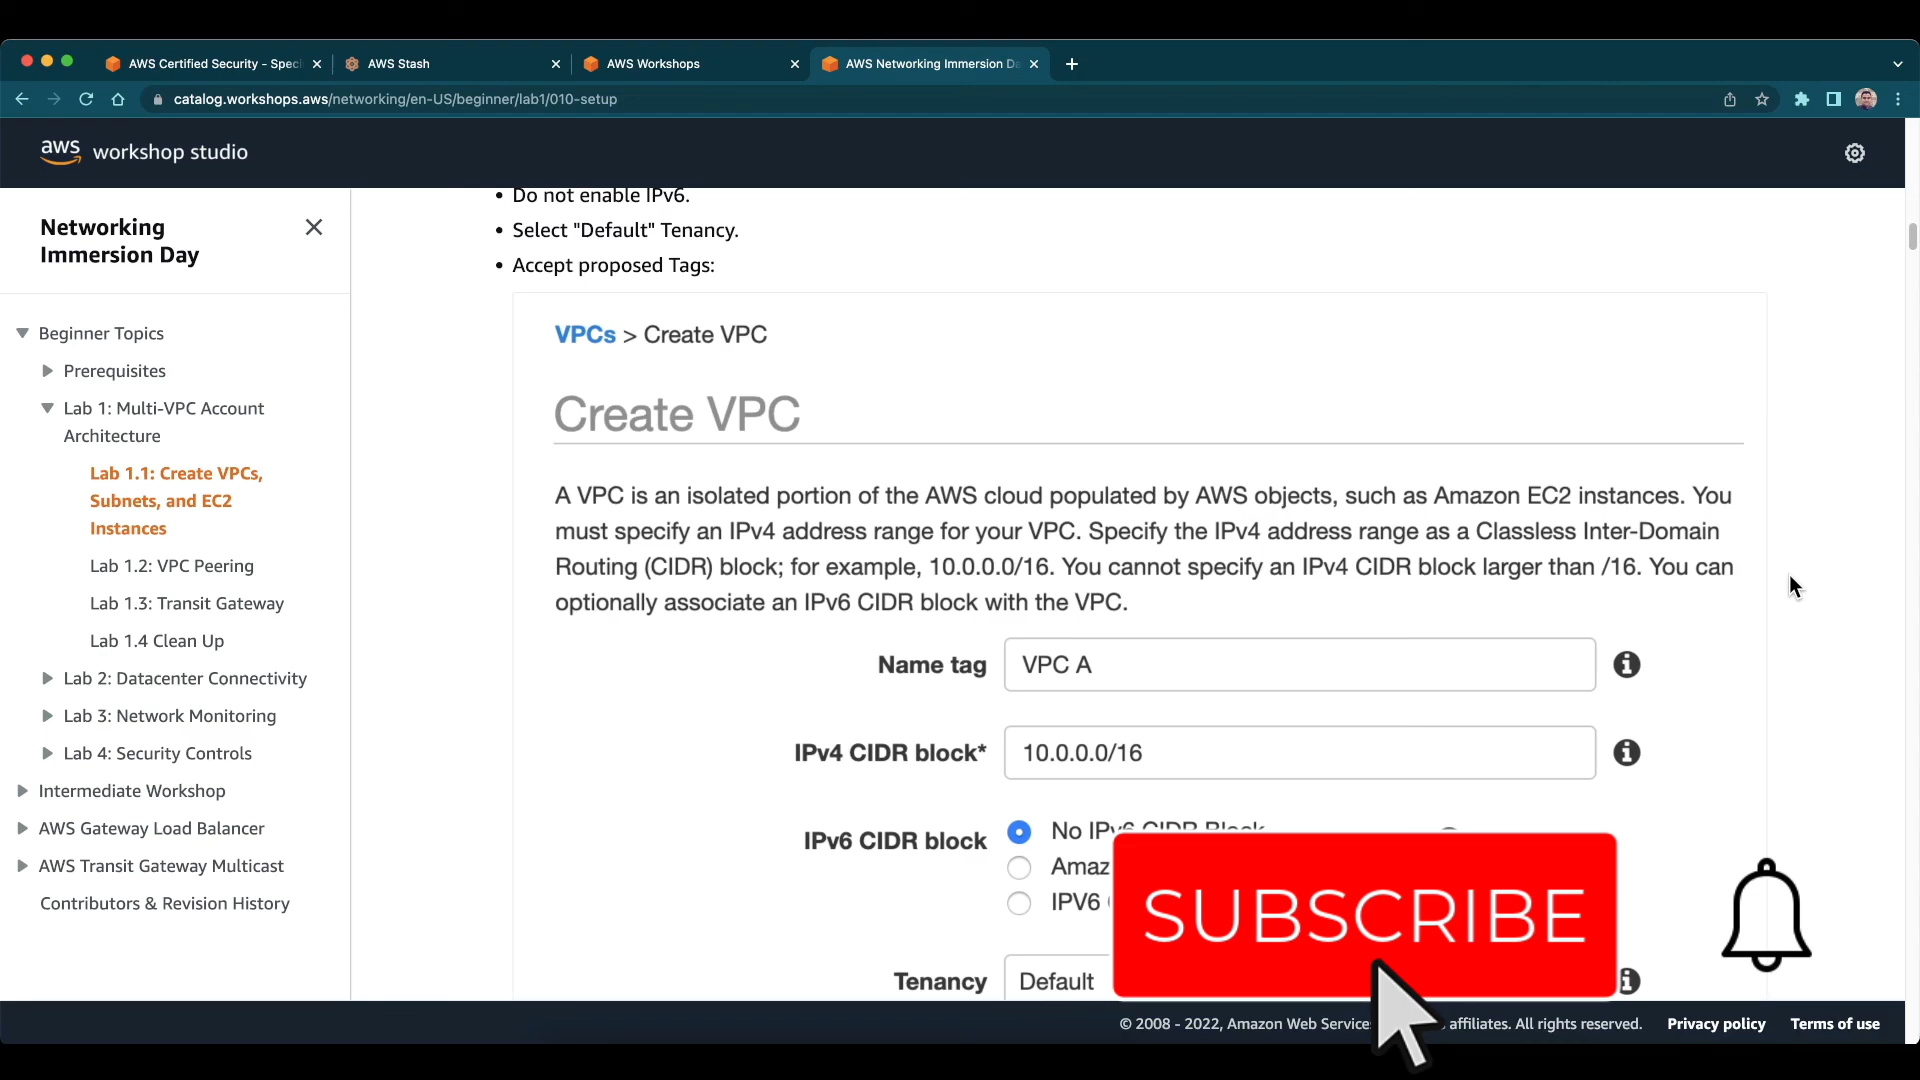 AWS Certified Security - Spec
AWS Stash
AWS Workshops
AWS Networking Immersion Da
catalog.workshops.aws/networking/en-US/beginner/lab1/010-setup
aws workshop studio
Networking
Immersion Day
Beginner Topics
Prerequisites
Lab 1: Multi-VPC Account
Architecture
Lab 1.1: Create VPCs,
Subnets, and EC2
Instances
Lab 1.2: VPC Peering
Lab 1.3: Transit Gateway
Lab 1.4 Clean Up
Lab 2: Datacenter Connectivity
Lab 3: Network Monitoring
Lab 4: Security Controls
Intermediate Workshop
AWS Gateway Load Balancer
AWS Transit Gateway Multicast
Contributors & Revision History
• Do not enable IPv6.
• Select "Default" Tenancy.
• Accept proposed Tags:
VPCs > Create VPC
Create VPC
A VPC is an isolated portion of the AWS cloud populated by AWS objects, such as Amazon EC2 instances. You
must specify an IPv4 address range for your VPC. Specify the IPv4 address range as a Classless Inter-Domain
Routing (CIDR) block; for example, 10.0.0.0/16. You cannot specify an IPv4 CIDR block larger than /16. You can
optionally associate an IPv6 CIDR block with the VPC.
Name tag VPC A
IPv4 CIDR block* 10.0.0.0/16
IPv6 CIDR block No IPv6 CIDR Block
Amaz
IPV6
Tenancy Default
SUBSCRIBE
© 2008 - 2022, Amazon Web Service affiliates. All rights reserved. Privacy policy Terms of use